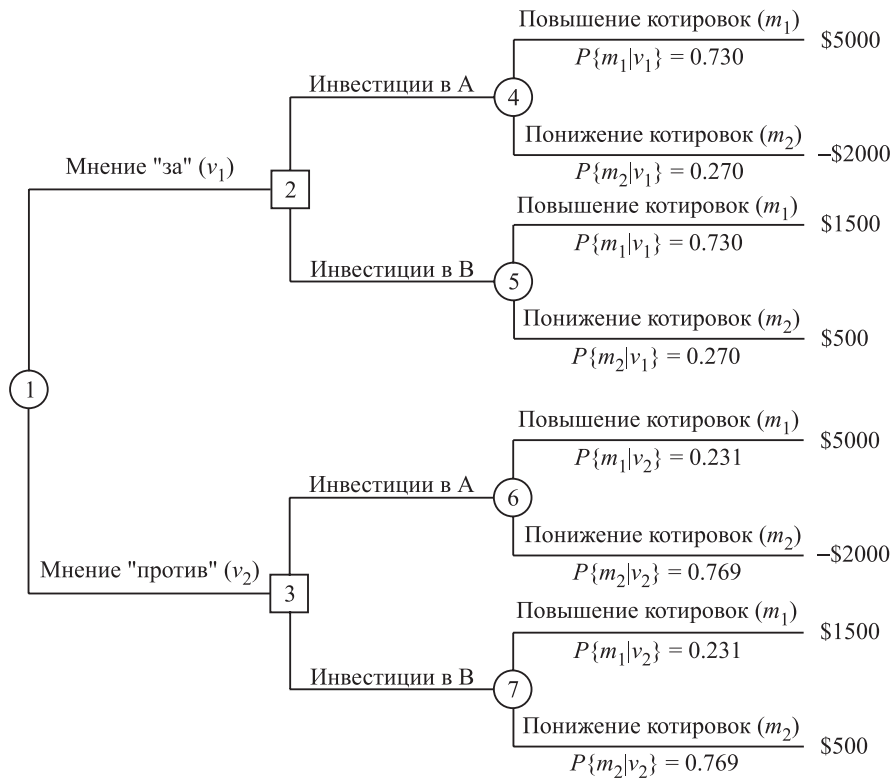 Повышение котировок (m₁)
$5000
P{m₁|v₁} = 0.730
Инвестиции в А
4
Понижение котировок (m₂)
–$2000
P{m₂|v₁} = 0.270
Мнение "за" (v₁)
2
Повышение котировок (m₁)
$1500
P{m₁|v₁} = 0.730
Инвестиции в В
5
Понижение котировок (m₂)
$500
P{m₂|v₁} = 0.270
1
Повышение котировок (m₁)
$5000
P{m₁|v₂} = 0.231
Инвестиции в А
6
Понижение котировок (m₂)
–$2000
P{m₂|v₂} = 0.769
Мнение "против" (v₂)
3
Повышение котировок (m₁)
$1500
P{m₁|v₂} = 0.231
Инвестиции в В
7
Понижение котировок (m₂)
$500
P{m₂|v₂} = 0.769